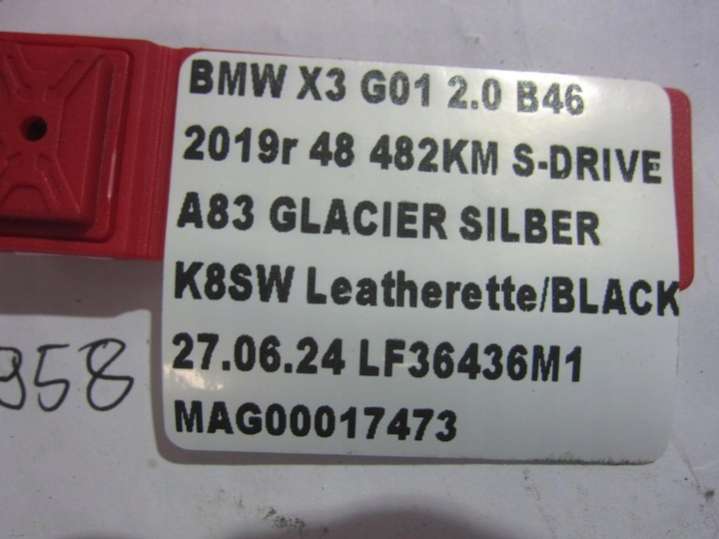 BMW X3 G01 2.0 B46
2019r 48 482KM S-DRIVE
A83 GLACIER SILBER
K8SW Leatherette/BLACK
27.06.24 LF36436M1
MAG00017473
958